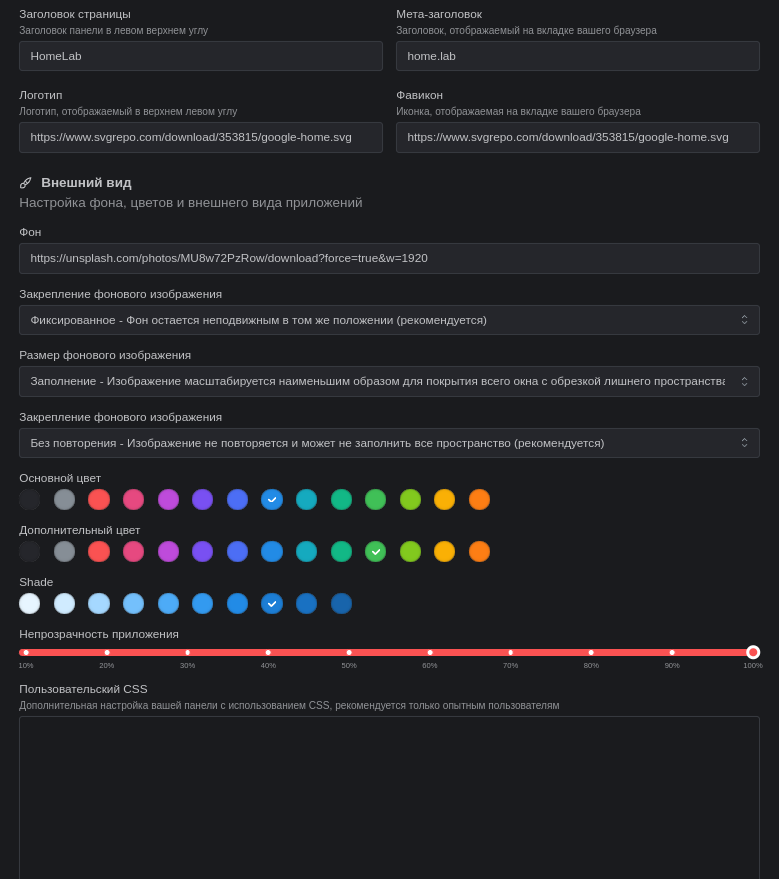 Заголовок страницы
Заголовок панели в левом верхнем углу
HomeLab
Мета-заголовок
Заголовок, отображаемый на вкладке вашего браузера
home.lab
Логотип
Логотип, отображаемый в верхнем левом углу
https://www.svgrepo.com/download/353815/google-home.svg
Фавикон
Иконка, отображаемая на вкладке вашего браузера
https://www.svgrepo.com/download/353815/google-home.svg
Внешний вид
Настройка фона, цветов и внешнего вида приложений
Фон
https://unsplash.com/photos/MU8w72PzRow/download?force=true&w=1920
Закрепление фонового изображения
Фиксированное - Фон остается неподвижным в том же положении (рекомендуется)
Размер фонового изображения
Заполнение - Изображение масштабируется наименьшим образом для покрытия всего окна с обрезкой лишнего пространства
Закрепление фонового изображения
Без повторения - Изображение не повторяется и может не заполнить все пространство (рекомендуется)
Основной цвет
Дополнительный цвет
Shade
Непрозрачность приложения
10% 20% 30% 40% 50% 60% 70% 80% 90% 100%
Пользовательский CSS
Дополнительная настройка вашей панели с использованием CSS, рекомендуется только опытным пользователям